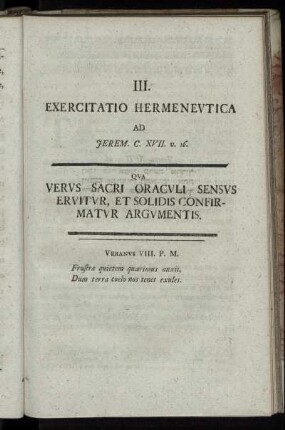 III.
EXERCITATIO HERMENEVTICA
AD
JEREM. C. XVII. v. 16.
QVA
VERVS SACRI ORACVLI SENSVS
ERVITVR, ET SOLIDIS CONFIR-
MATVR ARGVMENTIS.
VRBANVS VIII. P. M.
Frustra quietem quærimus anxii,
Dum terra coelo nos tenet exules.